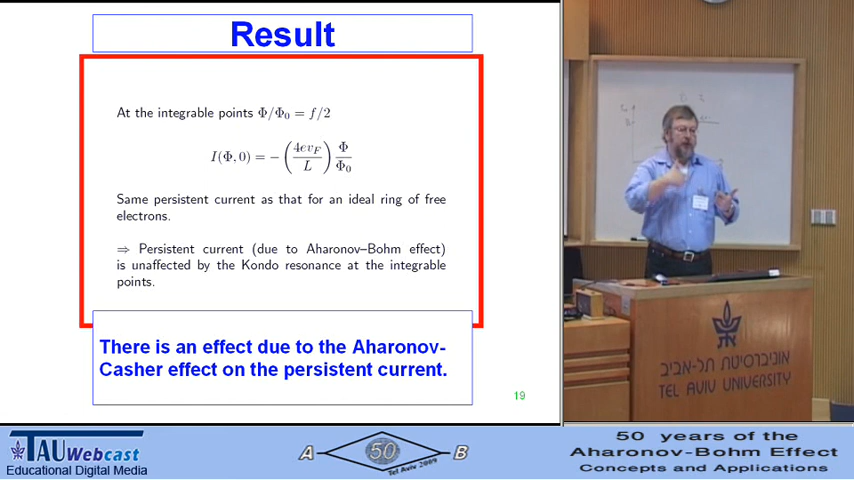 Result
At the integrable points Φ/Φ₀ = f/2
I(Φ, 0) = −(4ev_F/L) Φ/Φ₀
Same persistent current as that for an ideal ring of free
electrons.
⇒ Persistent current (due to Aharonov–Bohm effect)
is unaffected by the Kondo resonance at the integrable
points.
There is an effect due to the Aharonov-
Casher effect on the persistent current.
19
אוניברסיטת תל-אביב
TEL AVIV UNIVERSITY
TAU Webcast
Educational Digital Media
A 50 B
Tel Aviv 2009
50 years of the
Aharonov-Bohm Effect
Concepts and Applications